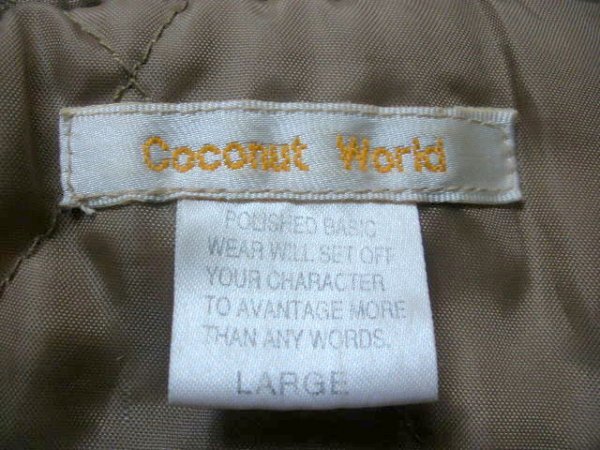 Coconut World
POLISHED BASIC
WEAR WILL SET OFF
YOUR CHARACTER
TO AVANTAGE MORE
THAN ANY WORDS.
LARGE